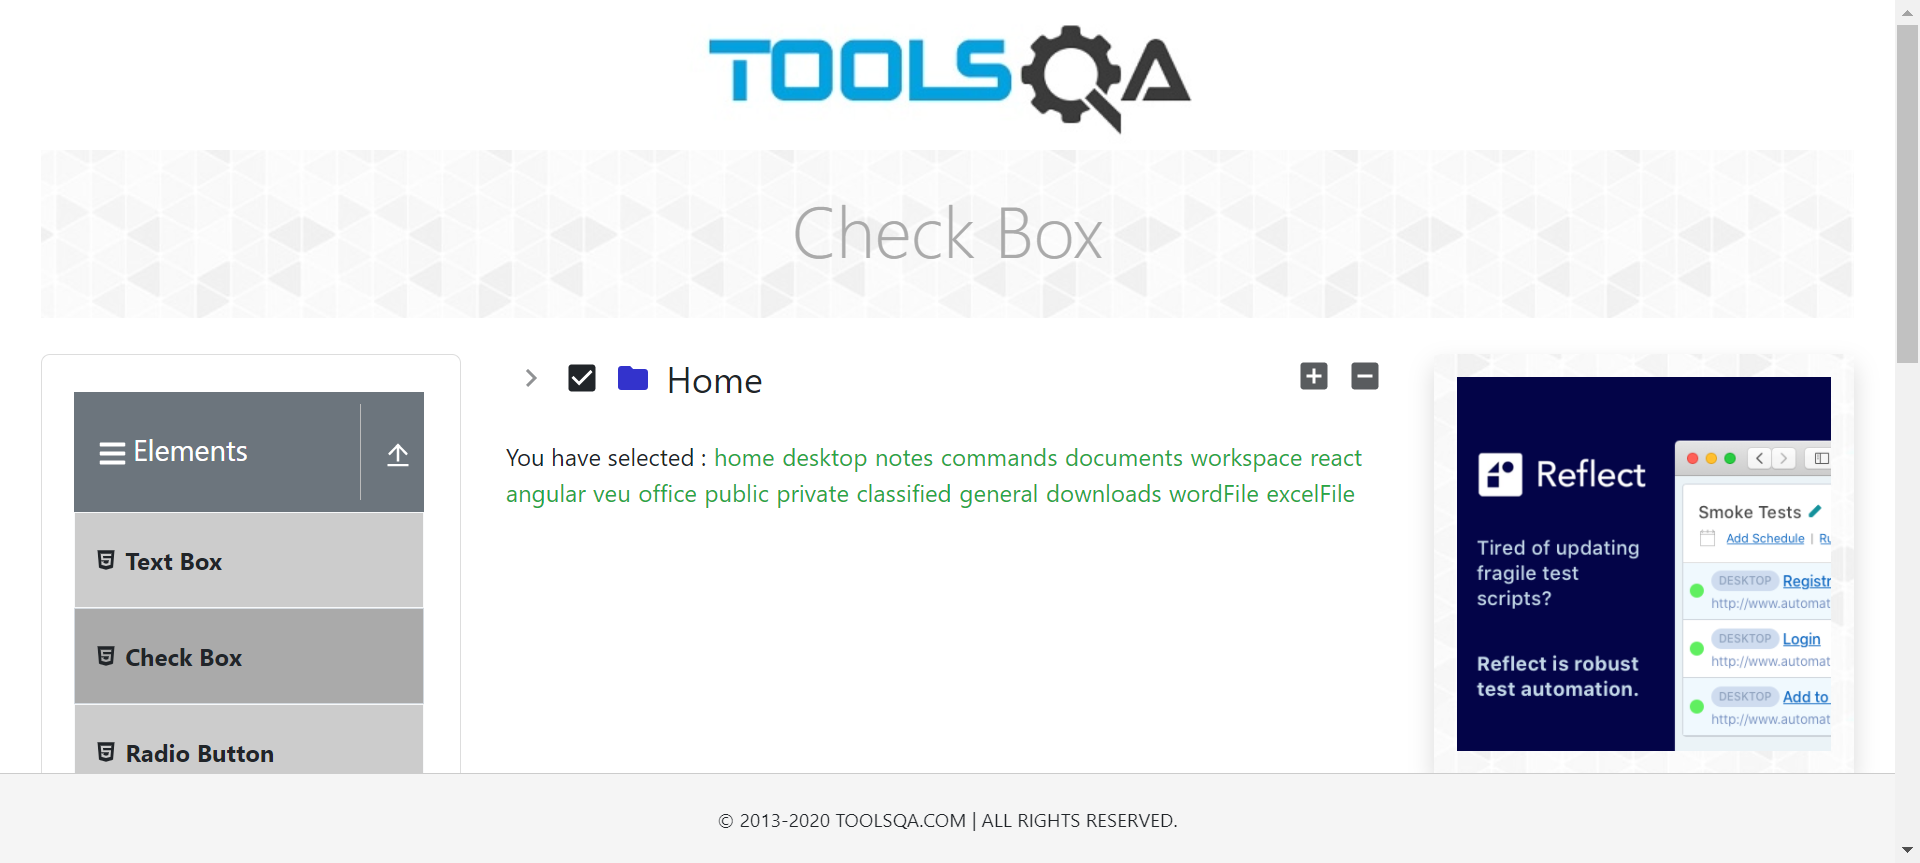 TOOLSQA
Check Box
Elements
Text Box
Check Box
Radio Button
Home
You have selected : home desktop notes commands documents workspace react
angular veu office public private classified general downloads wordFile excelFile
Reflect
Tired of updating
fragile test
scripts?
Reflect is robust
test automation.
Smoke Tests
Add Schedule | Ru
DESKTOP Registr
http://www.automat
DESKTOP Login
http://www.automat
DESKTOP Add to
http://www.automat
© 2013-2020 TOOLSQA.COM | ALL RIGHTS RESERVED.